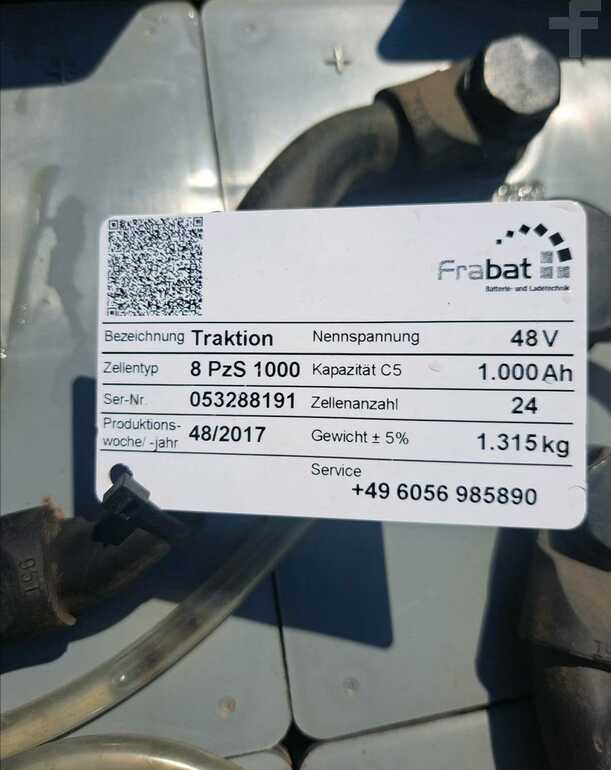 f
Frabat
Batterie- und Ladetechnik
Bezeichnung Traktion Nennspannung 48 V
Zellentyp 8 PzS 1000 Kapazität C5 1.000 Ah
Ser-Nr. 053288191 Zellenanzahl 24
Produktions-
woche/ -jahr 48/2017 Gewicht ± 5% 1.315 kg
Service
+49 6056 985890